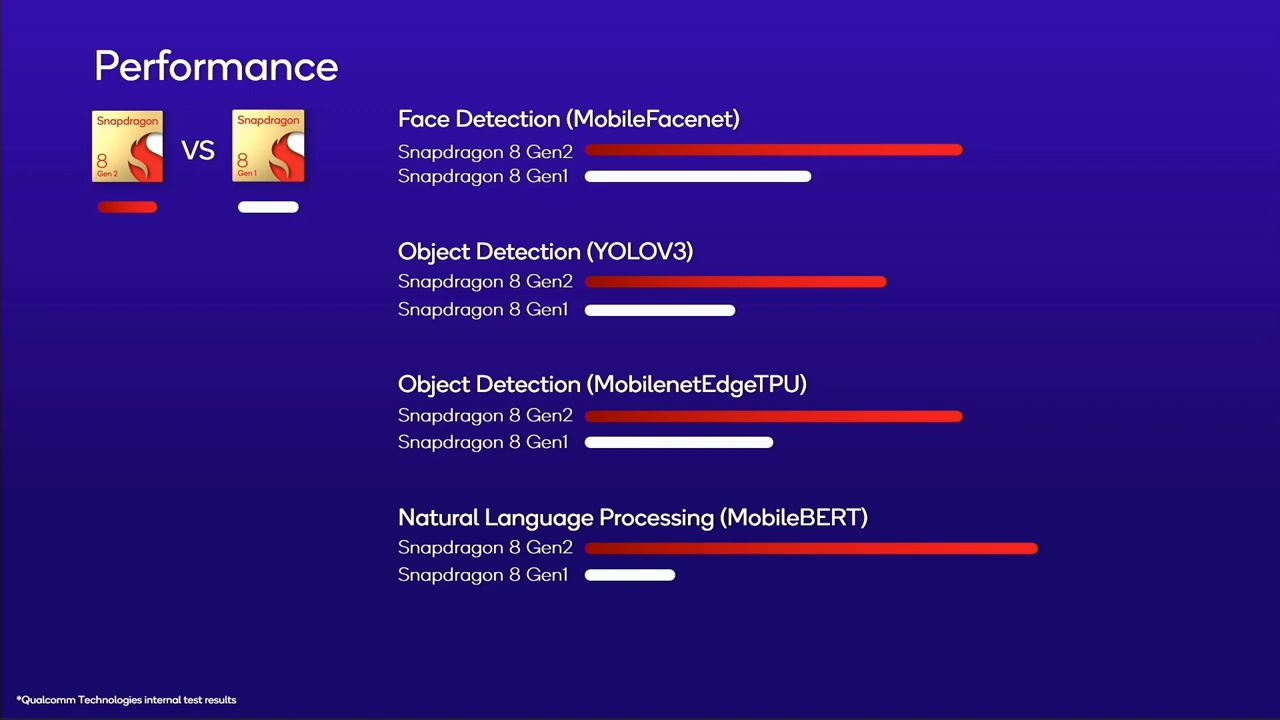 Performance
Snapdragon
8
Gen 2
VS
Snapdragon
8
Gen 1
Face Detection (MobileFacenet)
Snapdragon 8 Gen2
Snapdragon 8 Gen1
Object Detection (YOLOV3)
Snapdragon 8 Gen2
Snapdragon 8 Gen1
Object Detection (MobilenetEdgeTPU)
Snapdragon 8 Gen2
Snapdragon 8 Gen1
Natural Language Processing (MobileBERT)
Snapdragon 8 Gen2
Snapdragon 8 Gen1
*Qualcomm Technologies internal test results